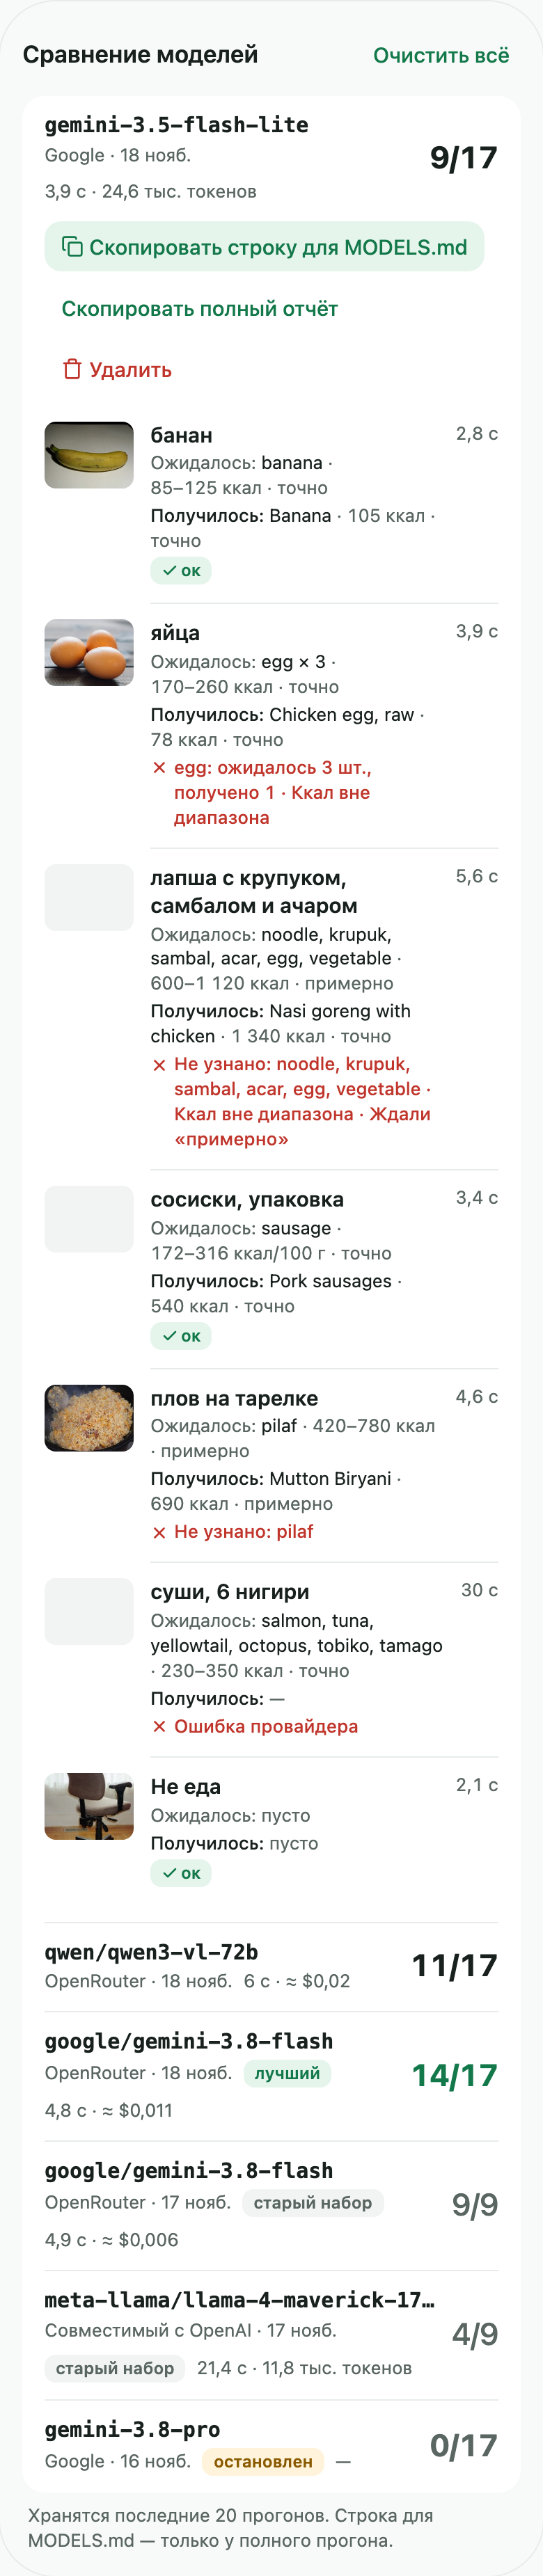 Сравнение моделей
Очистить всё
gemini-3.5-flash-lite
Google · 18 нояб.
9/17
3,9 с · 24,6 тыс. токенов
Скопировать строку для MODELS.md
Скопировать полный отчёт
Удалить
банан
2,8 с
Ожидалось: banana ·
85–125 ккал · точно
Получилось: Banana · 105 ккал ·
точно
ок
яйца
3,9 с
Ожидалось: egg × 3 ·
170–260 ккал · точно
Получилось: Chicken egg, raw ·
78 ккал · точно
egg: ожидалось 3 шт.,
получено 1 · Ккал вне
диапазона
лапша с крупуком,
самбалом и ачаром
5,6 с
Ожидалось: noodle, krupuk,
sambal, acar, egg, vegetable ·
600–1 120 ккал · примерно
Получилось: Nasi goreng with
chicken · 1 340 ккал · точно
Не узнано: noodle, krupuk,
sambal, acar, egg, vegetable ·
Ккал вне диапазона · Ждали
«примерно»
сосиски, упаковка
3,4 с
Ожидалось: sausage ·
172–316 ккал/100 г · точно
Получилось: Pork sausages ·
540 ккал · точно
ок
плов на тарелке
4,6 с
Ожидалось: pilaf · 420–780 ккал
· примерно
Получилось: Mutton Biryani ·
690 ккал · примерно
Не узнано: pilaf
суши, 6 нигири
30 с
Ожидалось: salmon, tuna,
yellowtail, octopus, tobiko, tamago
· 230–350 ккал · точно
Получилось: —
Ошибка провайдера
Не еда
2,1 с
Ожидалось: пусто
Получилось: пусто
ок
qwen/qwen3-vl-72b
OpenRouter · 18 нояб. 6 с · ≈ $0,02
11/17
google/gemini-3.8-flash
OpenRouter · 18 нояб. лучший
14/17
4,8 с · ≈ $0,011
google/gemini-3.8-flash
OpenRouter · 17 нояб. старый набор
9/9
4,9 с · ≈ $0,006
meta-llama/llama-4-maverick-17…
Совместимый с OpenAI · 17 нояб.
4/9
старый набор 21,4 с · 11,8 тыс. токенов
gemini-3.8-pro
Google · 16 нояб. остановлен —
0/17
Хранятся последние 20 прогонов. Строка для
MODELS.md — только у полного прогона.